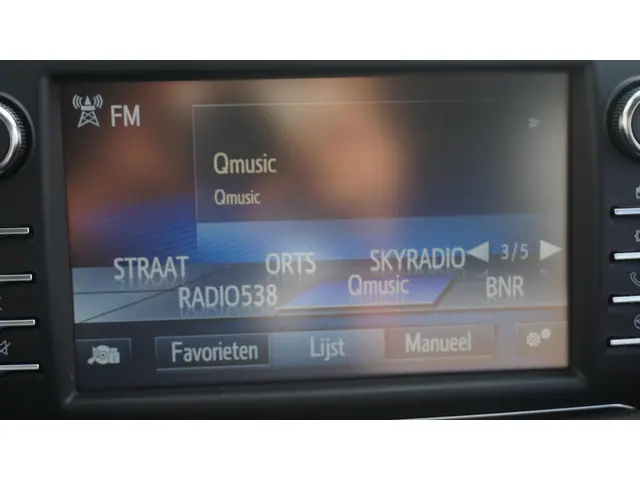 FM
Qmusic
Qmusic
STRAAT ORTS SKYRADIO 3/5
RADIO538 Qmusic BNR
Favorieten Lijst Manueel